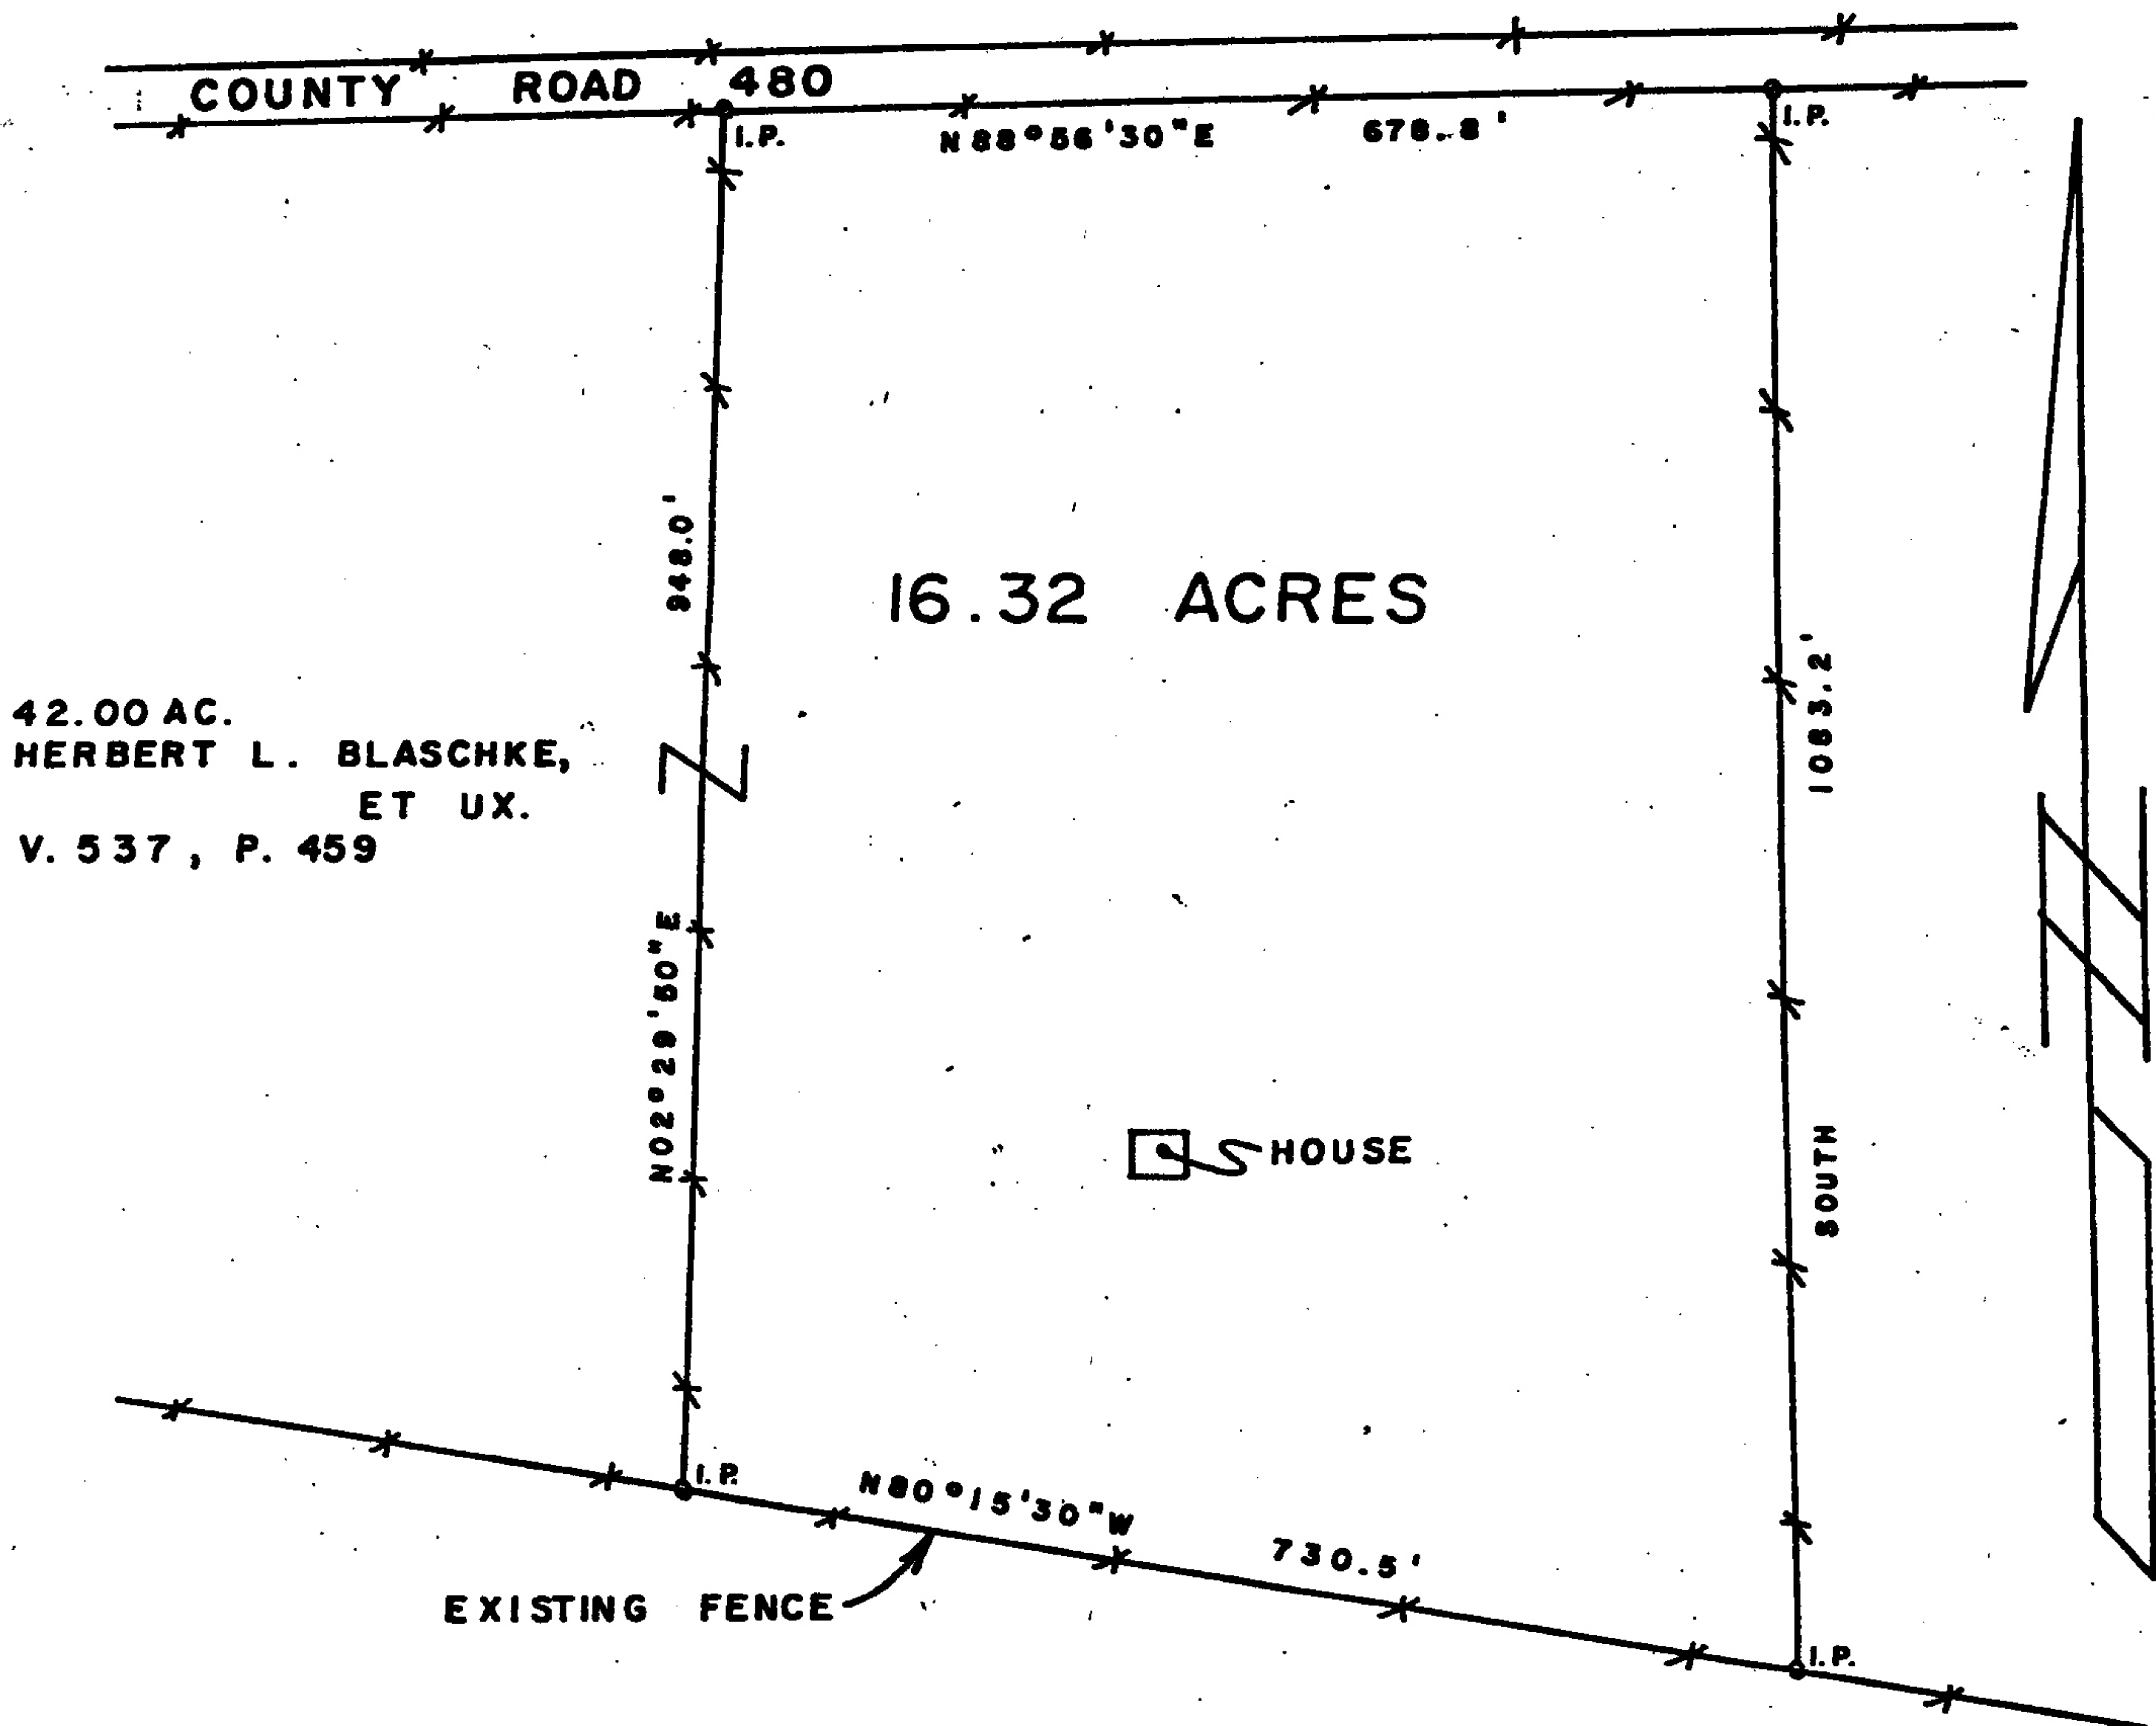 COUNTY ROAD 480
I.P.
N88°56'30"E 678.8'
I.P.
948.0'
16.32 ACRES
1083.2'
42.00 AC.
HERBERT L. BLASCHKE,
ET UX.
V. 537, P. 459
N
N02°29'50"E
HOUSE
SOUTH
I.P.
N80°15'30"W
730.5'
EXISTING FENCE
I.P.